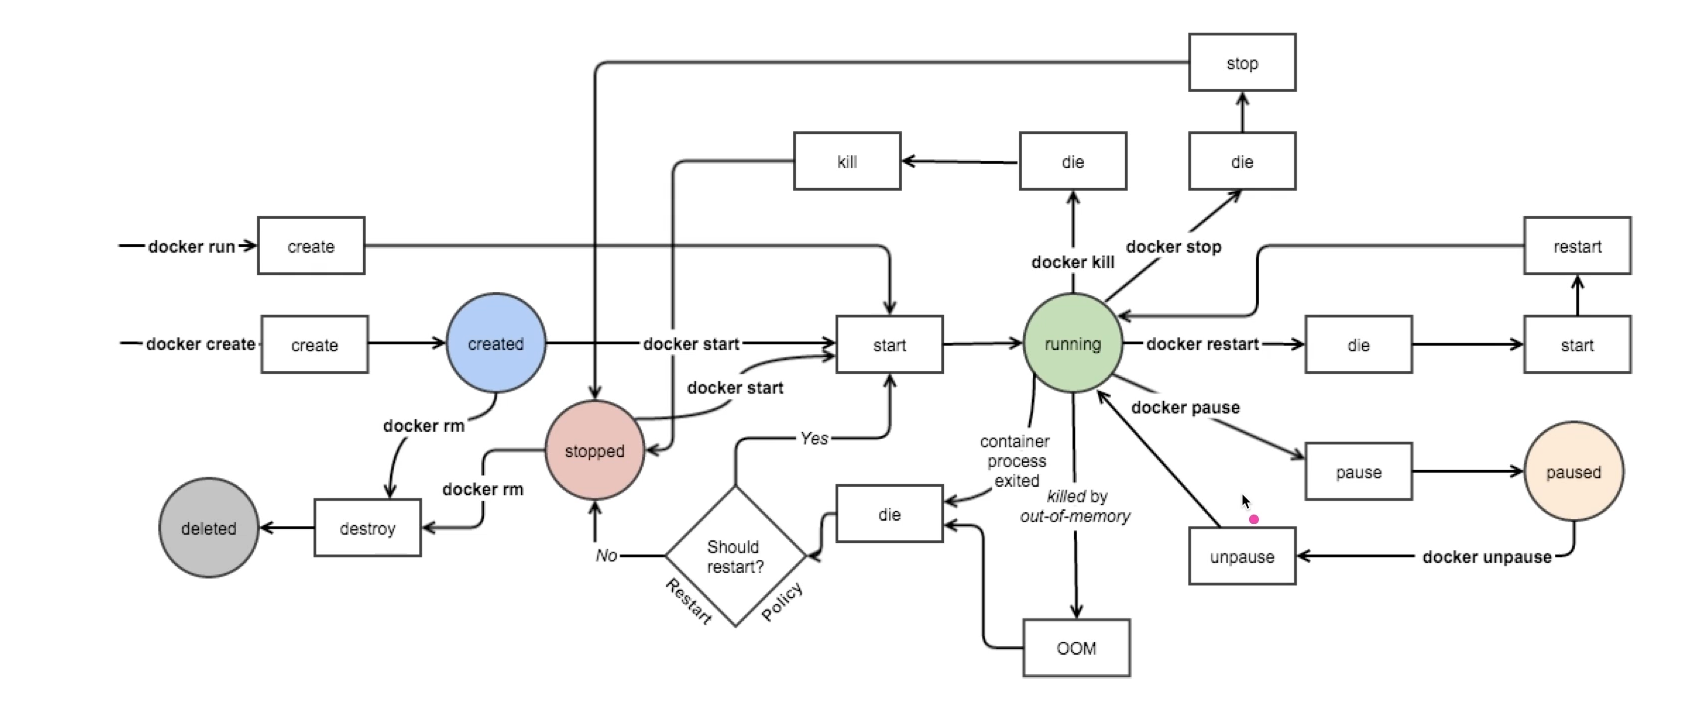 stop
kill
die
die
docker run
create
docker stop
restart
docker kill
docker create
create
created
docker start
start
running
docker restart
die
start
docker start
docker pause
docker rm
Yes
container
process
exited
stopped
pause
paused
docker rm
killed by
out-of-memory
deleted
destroy
die
No
Should
restart?
unpause
docker unpause
Restart
Policy
OOM